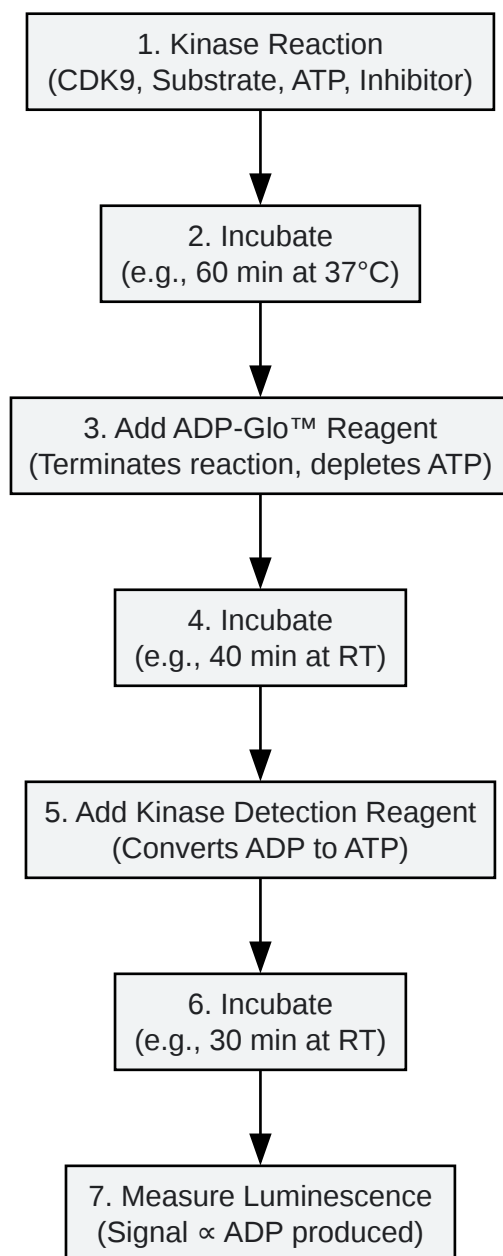 1. Kinase Reaction
(CDK9, Substrate, ATP, Inhibitor)
2. Incubate
(e.g., 60 min at 37°C)
3. Add ADP-Glo™ Reagent
(Terminates reaction, depletes ATP)
4. Incubate
(e.g., 40 min at RT)
5. Add Kinase Detection Reagent
(Converts ADP to ATP)
6. Incubate
(e.g., 30 min at RT)
7. Measure Luminescence
(Signal ∝ ADP produced)